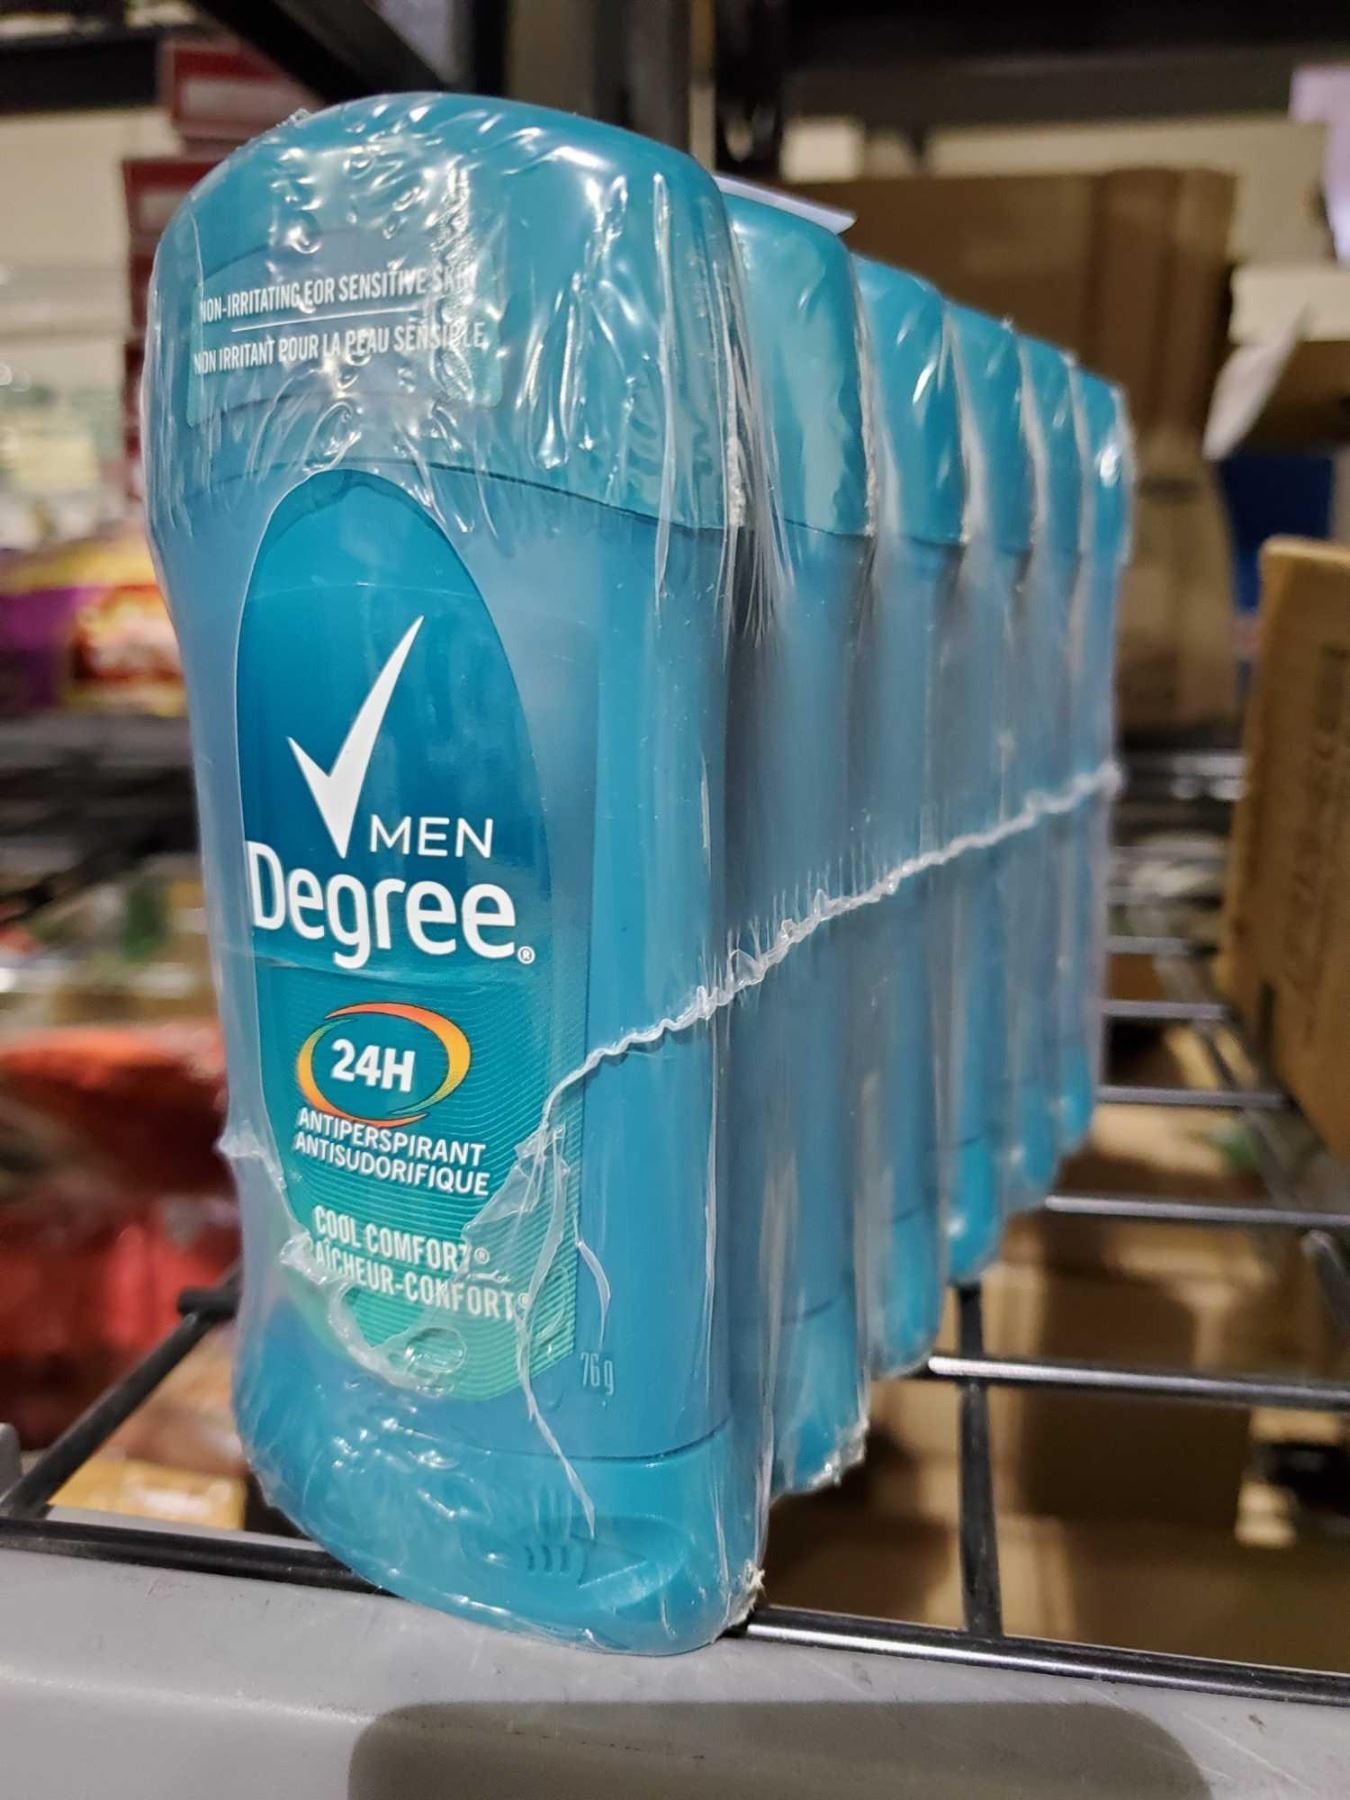 NON-IRRITATING FOR SENSITIVE SKIN
NON IRRITANT POUR LA PEAU SENSIBLE
MEN
Degree®
24H
ANTIPERSPIRANT
ANTISUDORIFIQUE
COOL COMFORT®
FRAÎCHEUR-CONFORT®
76 g